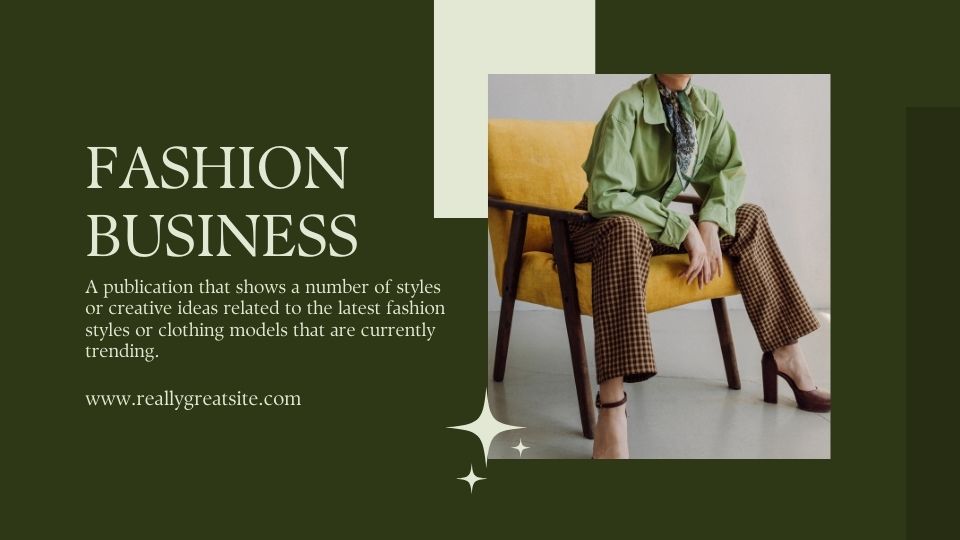 FASHION
BUSINESS
A publication that shows a number of styles
or creative ideas related to the latest fashion
styles or clothing models that are currently
trending.
www.reallygreatsite.com